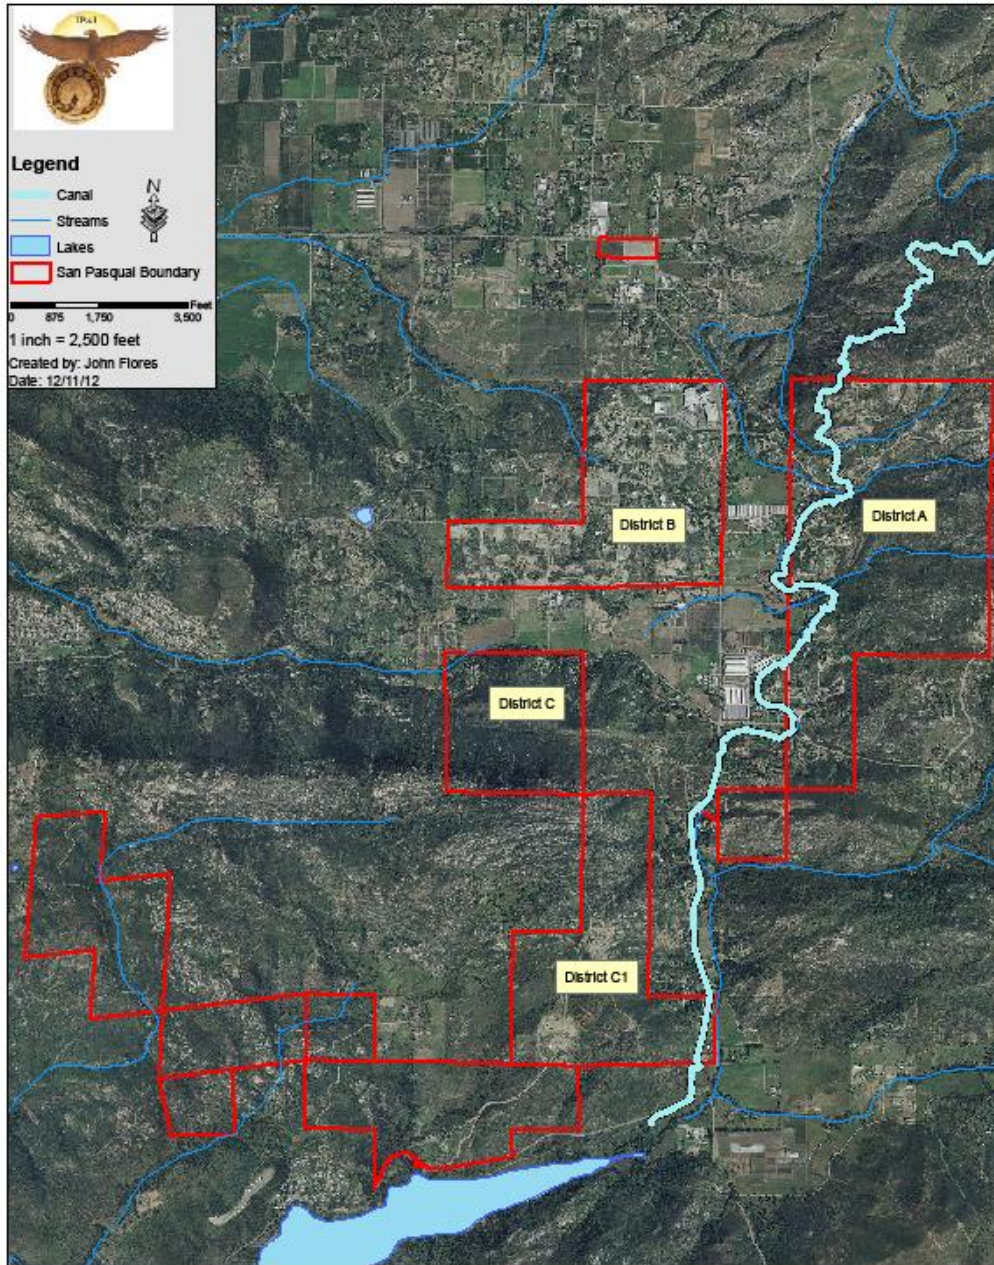 Legend
Canal
N
Streams
Lakes
San Pasqual Boundary
Feet
0 875 1,750 3,500
1 inch = 2,500 feet
Created by: John Flores
Date: 12/11/12
District A
District B
District C
District C1